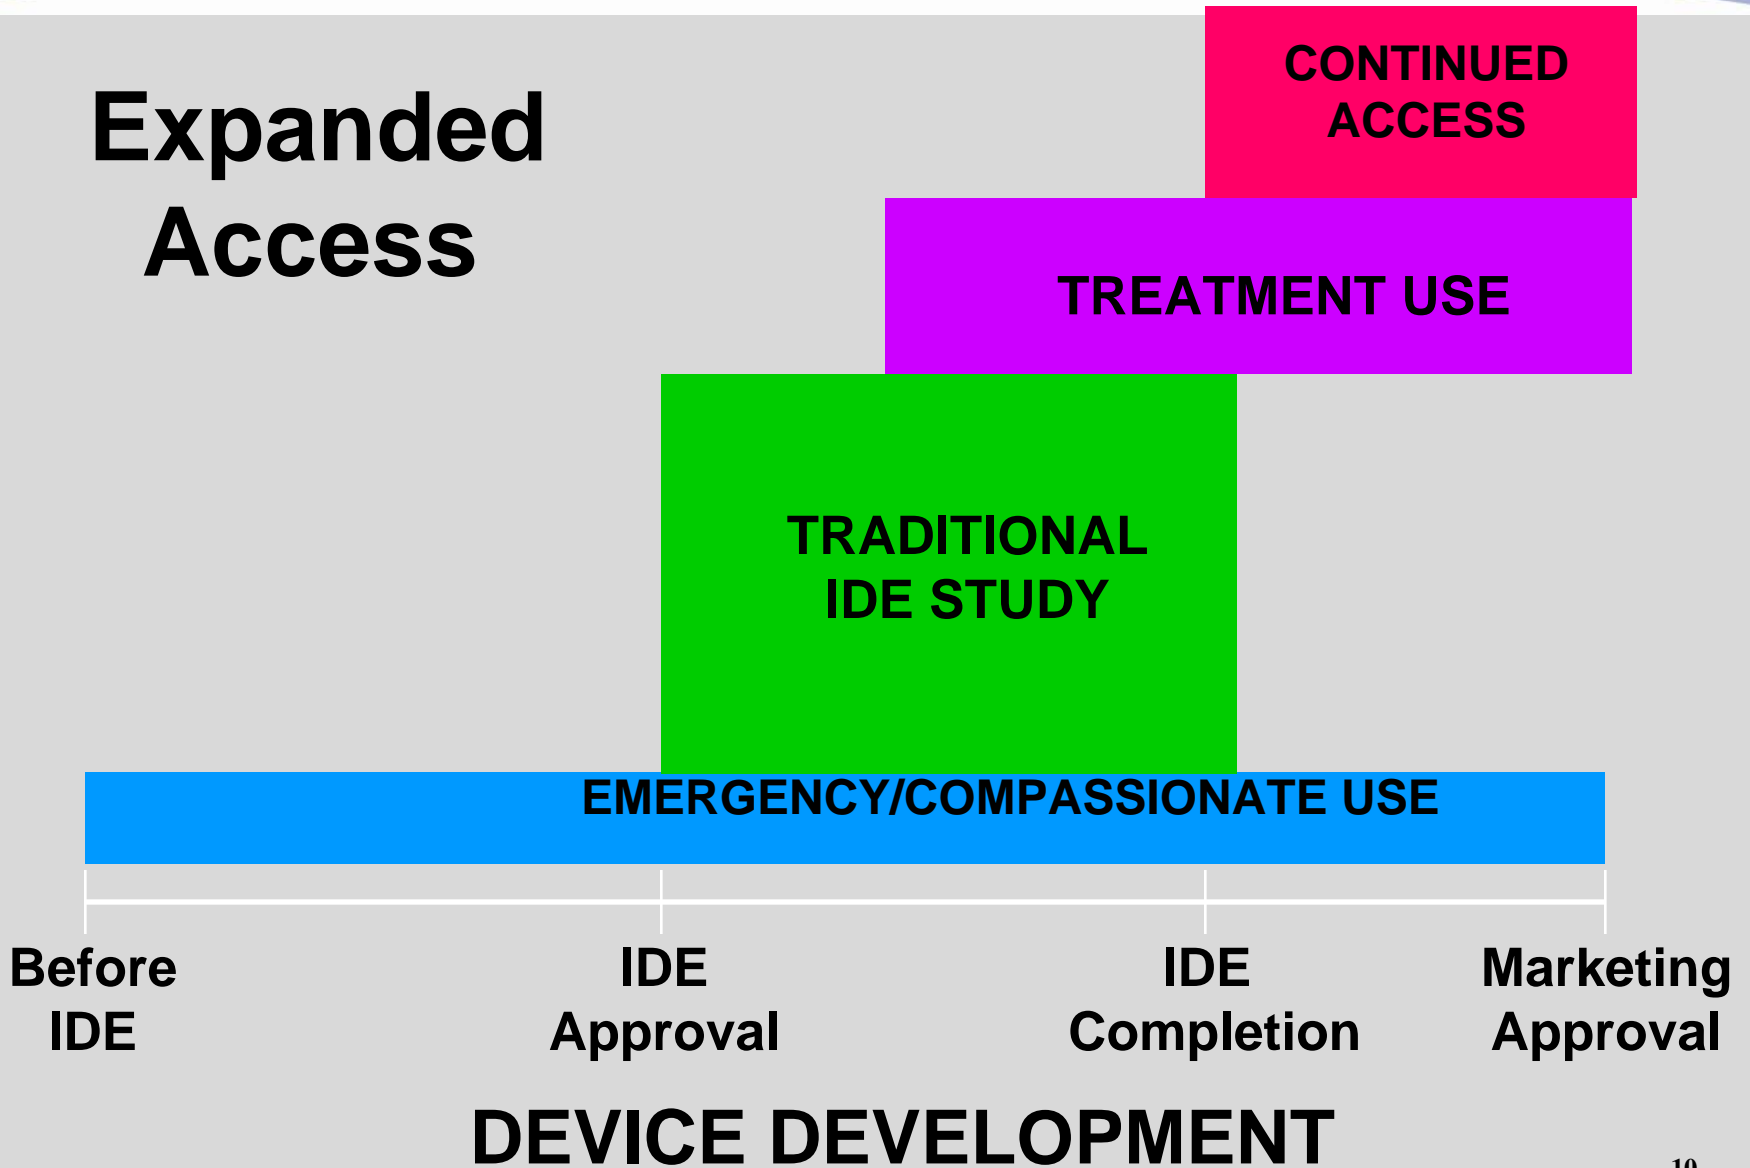 Expanded
Access
CONTINUED
ACCESS
TREATMENT USE
TRADITIONAL
IDE STUDY
EMERGENCY/COMPASSIONATE USE
Before
IDE
IDE
Approval
IDE
Completion
Marketing
Approval
DEVICE DEVELOPMENT
10